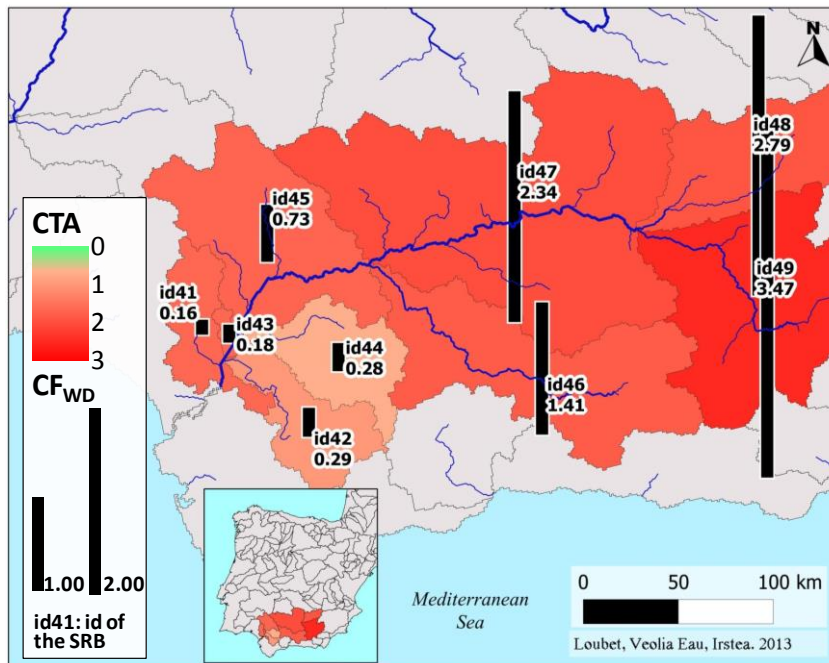 N
id48
2.79
id47
2.34
id45
0.73
CTA
0
1
2
3
id49
3.47
id41
0.16
id43
0.18
id44
0.28
id46
1.41
id42
0.29
CFWD
1.00
2.00
id41: id of
the SRB
Mediterranean
Sea
0 50 100 km
Loubet, Veolia Eau, Irstea. 2013